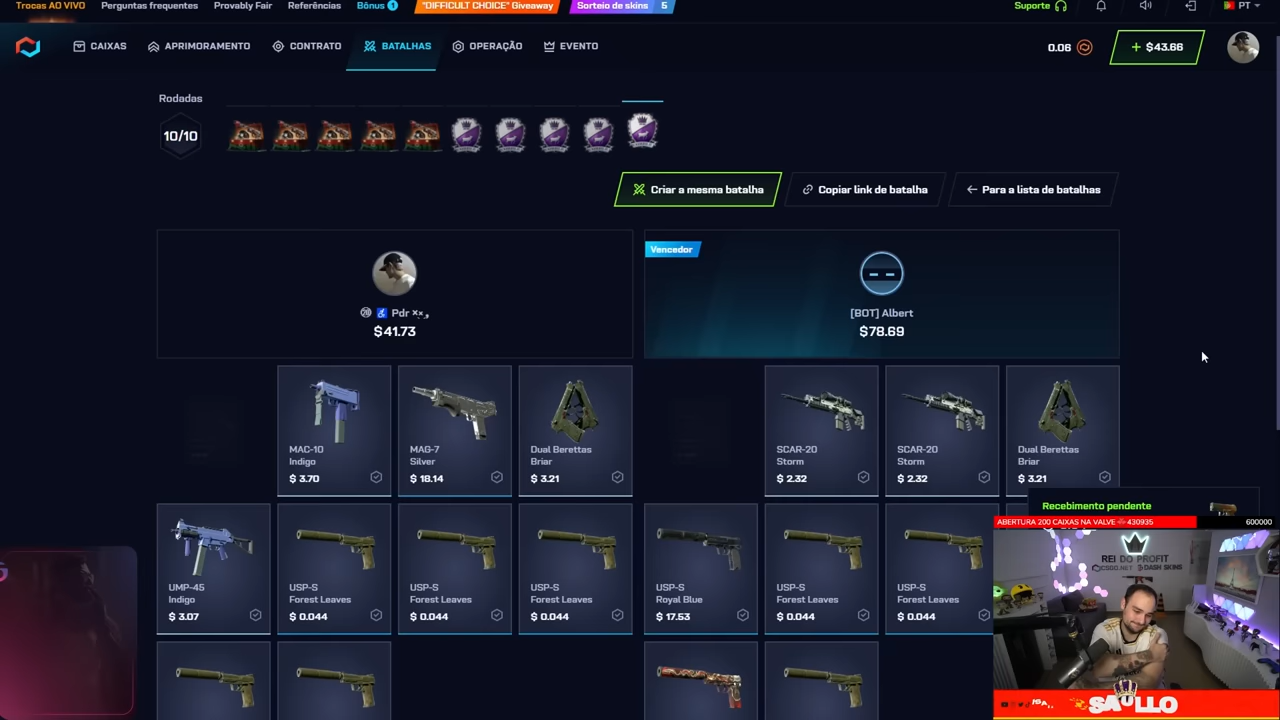 Trocas AO VIVO Perguntas frequentes Provably Fair Referências Bônus 1 "DIFFICULT CHOICE" Giveaway Sorteio de skins 5 Suporte PT
CAIXAS APRIMORAMENTO CONTRATO BATALHAS OPERAÇÃO EVENTO 0.06 + $43.66
Rodadas
10/10
Criar a mesma batalha Copiar link de batalha Para a lista de batalhas
Vencedor
Pdr [BOT] Albert
$41.73 $78.69
MAC-10 MAG-7 Dual Berettas SCAR-20 SCAR-20 Dual Berettas
Indigo Silver Briar Storm Storm Briar
$ 3.70 $ 18.14 $ 3.21 $ 2.32 $ 2.32 $ 3.21
Recebimento pendente
ABERTURA 200 CAIXAS NA VALVE 430935 600000
REI DO PROFIT
CSGO.NET DASH SKINS
UMP-45 USP-S USP-S USP-S USP-S USP-S USP-S
Indigo Forest Leaves Forest Leaves Forest Leaves Royal Blue Forest Leaves Forest Leaves
$ 3.07 $ 0.044 $ 0.044 $ 0.044 $ 17.53 $ 0.044 $ 0.044
SAULLO